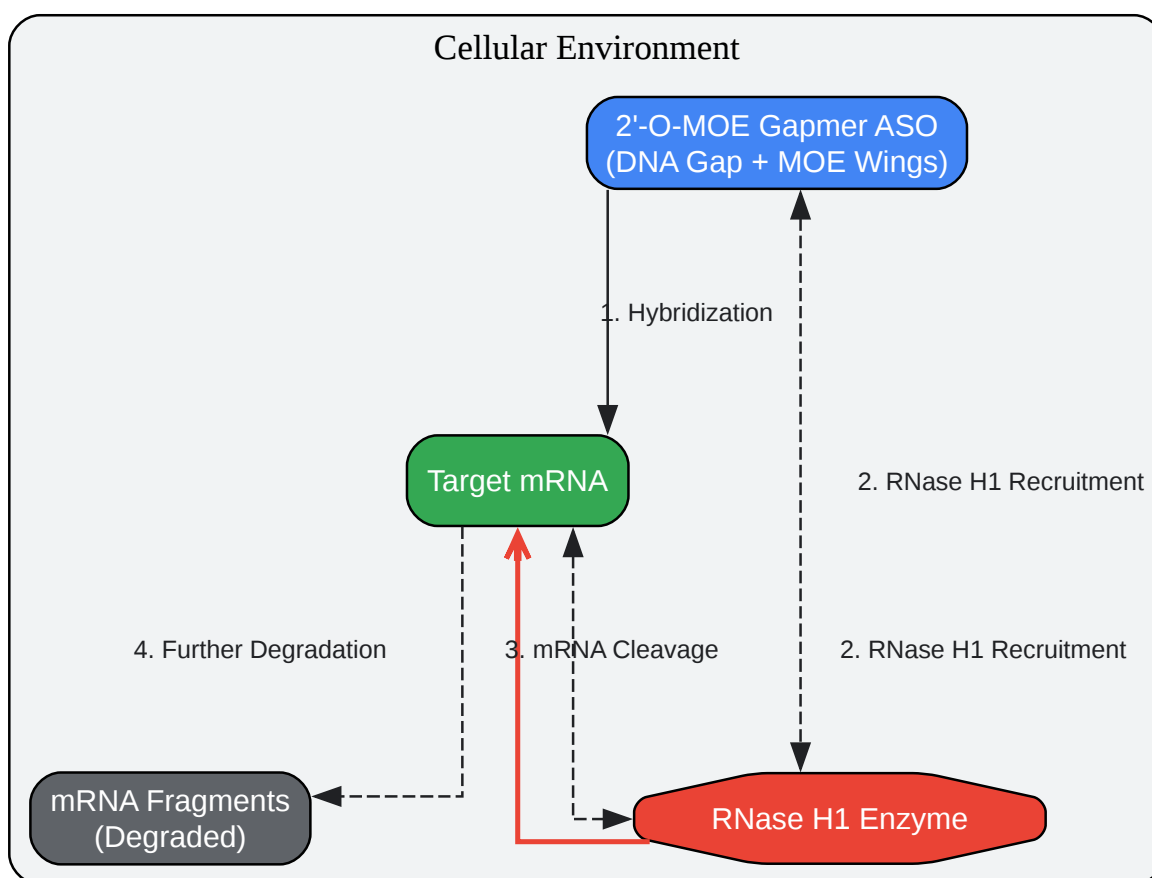 Cellular Environment
2'-O-MOE Gapmer ASO
(DNA Gap + MOE Wings)
1. Hybridization
Target mRNA
2. RNase H1 Recruitment
4. Further Degradation
3. mRNA Cleavage
2. RNase H1 Recruitment
mRNA Fragments
(Degraded)
RNase H1 Enzyme